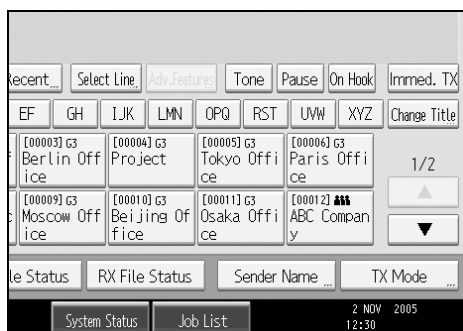 Recent Select Line Adv.Features Tone Pause On Hook Immed. TX
EF GH IJK LMN OPQ RST UVW XYZ Change Title
[00003] G3 [00004] G3 [00005] G3 [00006] G3
Berlin Off Project Tokyo Offi Paris Offi
ice ce ce
1/2
[00009] G3 [00010] G3 [00011] G3 [00012]
Moscow Off Beijing Of Osaka Offi ABC Compan
ice fice ce y
le Status RX File Status Sender Name TX Mode
System Status Job List 2 NOV 2005
12:30